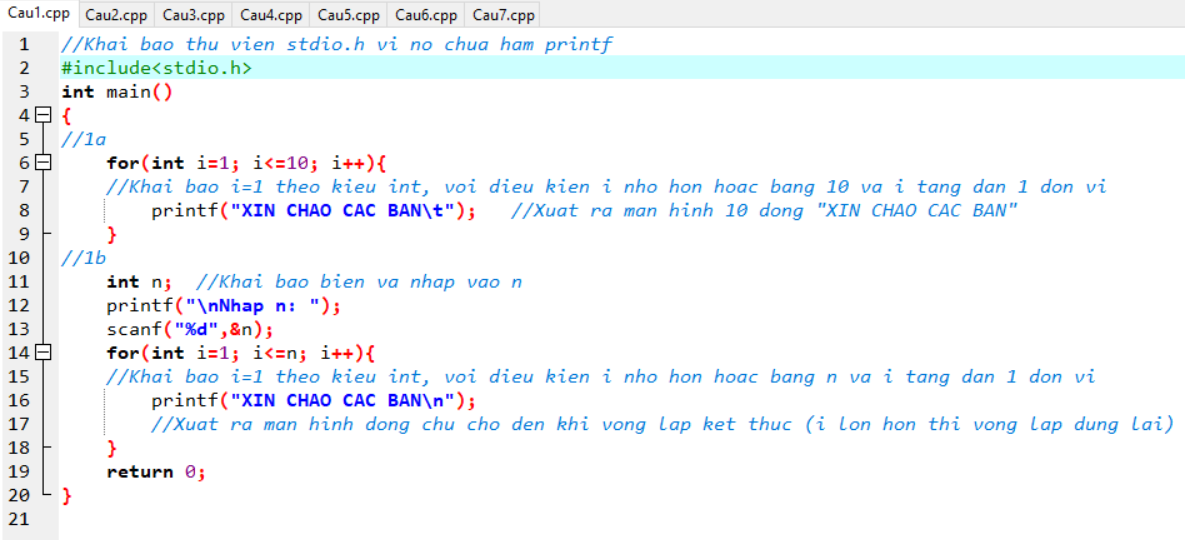 Cau1.cpp Cau2.cpp Cau3.cpp Cau4.cpp Cau5.cpp Cau6.cpp Cau7.cpp
1 //Khai bao thu vien stdio.h vi no chua ham printf
2 #include<stdio.h>
3 int main()
4 {
5 //1a
6 for(int i=1; i<=10; i++){
7 //Khai bao i=1 theo kieu int, voi dieu kien i nho hon hoac bang 10 va i tang dan 1 don vi
8 printf("XIN CHAO CAC BAN\t"); //Xuat ra man hinh 10 dong "XIN CHAO CAC BAN"
9 }
10 //1b
11 int n; //Khai bao bien va nhap vao n
12 printf("\nNhap n: ");
13 scanf("%d",&n);
14 for(int i=1; i<=n; i++){
15 //Khai bao i=1 theo kieu int, voi dieu kien i nho hon hoac bang n va i tang dan 1 don vi
16 printf("XIN CHAO CAC BAN\n");
17 //Xuat ra man hinh dong chu cho den khi vong lap ket thuc (i lon hon thi vong lap dung lai)
18 }
19 return 0;
20 }
21